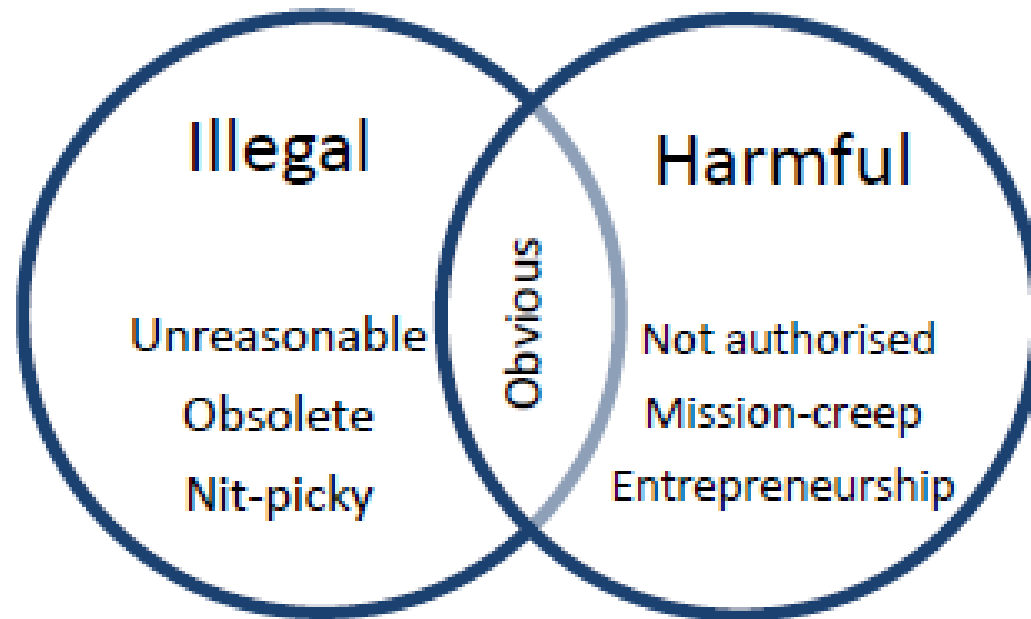 Illegal
Unreasonable
Obsolete
Nit-picky
Obvious
Harmful
Not authorised
Mission-creep
Entrepreneurship